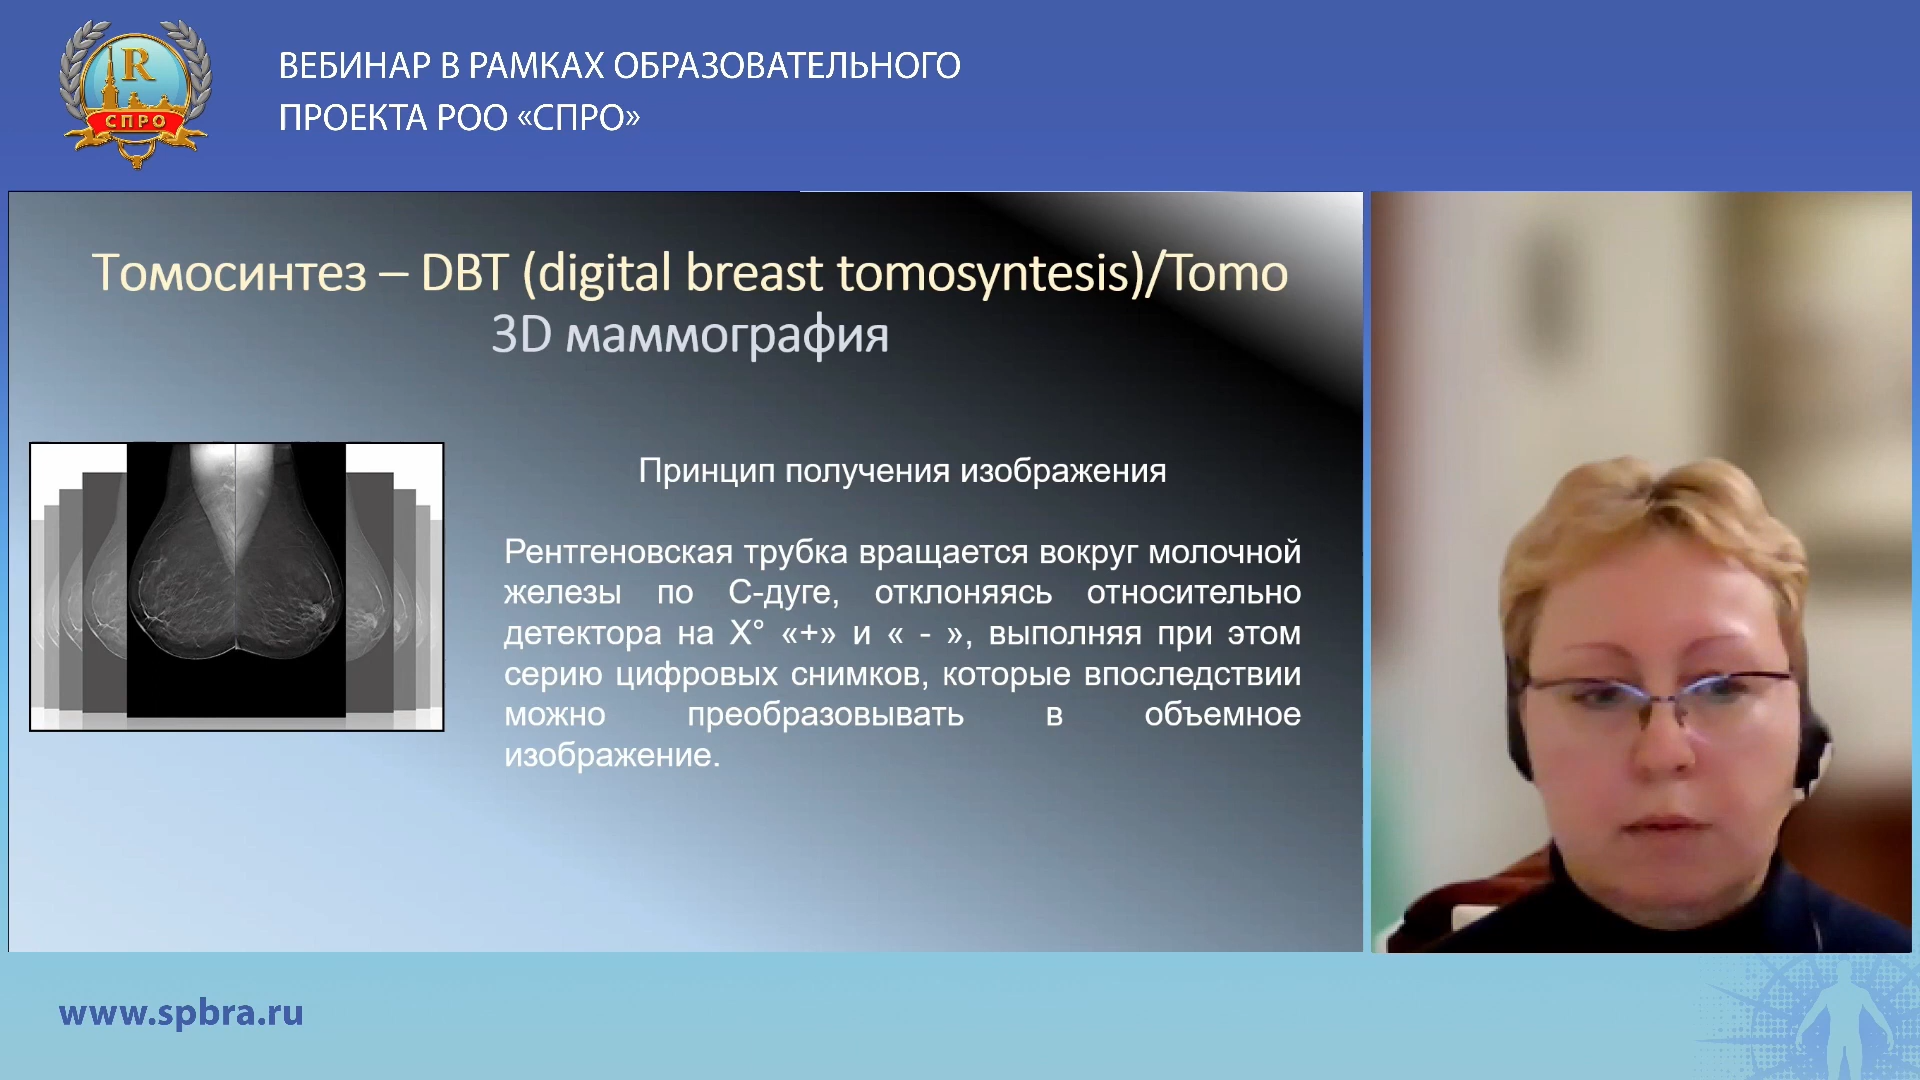 R
СПРО
ВЕБИНАР В РАМКАХ ОБРАЗОВАТЕЛЬНОГО
ПРОЕКТА РОО «СПРО»
Томосинтез – DBT (digital breast tomosyntesis)/Tomo
3D маммография
Принцип получения изображения
Рентгеновская трубка вращается вокруг молочной
железы по С-дуге, отклоняясь относительно
детектора на Х° «+» и « - », выполняя при этом
серию цифровых снимков, которые впоследствии
можно преобразовывать в объемное
изображение.
www.spbra.ru